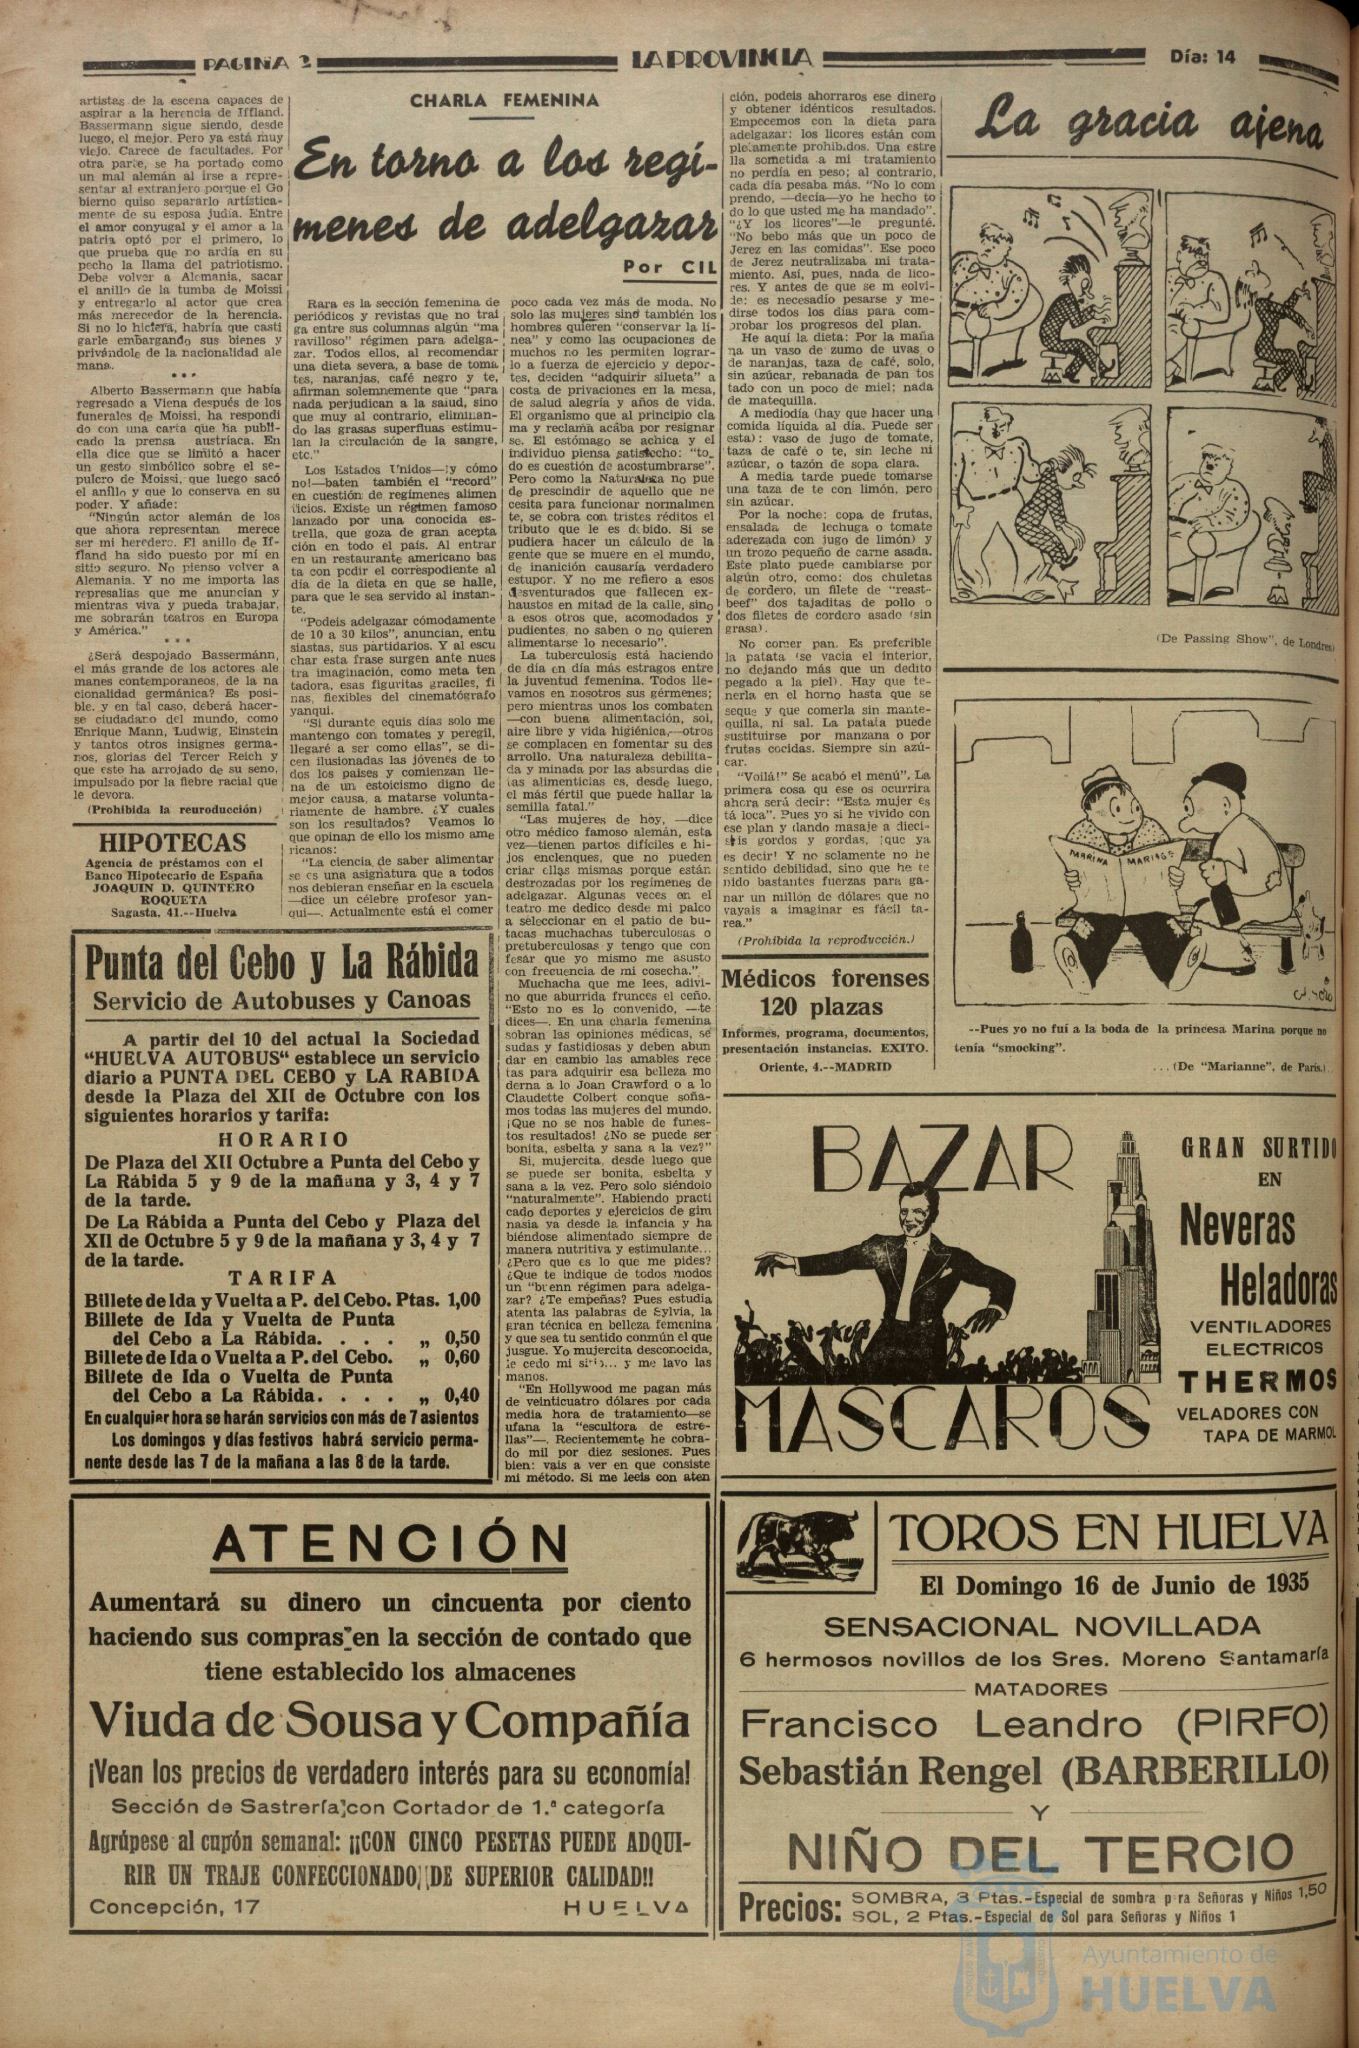 PAGINA 2
LA PROVINCIA
Día: 14
artistas de la escena capaces de
aspirar a la herencia de Iffland.
Bassermann sigue siendo, desde
luego, el mejor. Pero ya está muy
viejo. Carece de facultades. Por
otra parte, se ha portado como
un mal alemán al irse a repre-
sentar al extranjero porque el Go
bierno quiso separarlo artística-
mente de su esposa judía. Entre
el amor conyugal y el amor a la
patria optó por el primero, lo
que prueba que no ardía en su
pecho la llama del patriotismo.
Debe volver a Alemania, sacar
el anillo de la tumba de Moissi
y entregarlo al actor que crea
más merecedor de la herencia.
Si no lo hiciera, habría que casti
garle embargando sus bienes y
privándole de la nacionalidad ale
mana.
* * *
Alberto Bassermann que había
regresado a Viena después de los
funerales de Moissi, ha respondi
do con una carta que ha publi-
cado la prensa austríaca. En
ella dice que se limitó a hacer
un gesto simbólico sobre el se-
pulcro de Moissi, que luego sacó
el anillo y que lo conserva en su
poder. Y añade:
"Ningún actor alemán de los
que ahora representan, merece
ser mi heredero. El anillo de If-
fland ha sido puesto por mí en
sitio seguro. No pienso volver a
Alemania. Y no me importa las
represalias que me anuncian y
mientras viva y pueda trabajar,
me sobrarán teatros en Europa
y América."
* * *
¿Será despojado Bassermánn,
el más grande de los actores ale
manes contemporaneos, de la na
cionalidad germánica? Es posi-
ble. y en tal caso, deberá hacer-
se ciudadano del mundo, como
Enrique Mann, Ludwig, Einstein
y tantos otros insignes germa-
nos, glorias del Tercer Reich y
que este ha arrojado de su seno,
impulsado por la fiebre racial que
le devora.
(Prohibida la reuroducción)
HIPOTECAS
Agencia de préstamos con el
Banco Hipotecario de España
JOAQUIN D. QUINTERO
ROQUETA
Sagasta, 41.--Huelva
CHARLA FEMENINA
En torno a los regí-
menes de adelgazar
Por CIL
Rara es la sección femenina de
periódicos y revistas que no trai
ga entre sus columnas algún "ma
ravilloso" régimen para adelga-
zar. Todos ellos, al recomendar
una dieta severa, a base de toma
tes, naranjas, café negro y te,
afirman solemnemente que "para
nada perjudican a la salud, sino
que muy al contrario, eliminan-
do las grasas superfluas estimu-
lan la circulación de la sangre,
etc."
Los Estados Unidos—¡y cómo
no!—baten también el "record"
en cuestión de regímenes alimen
ticios. Existe un régimen famoso
lanzado por una conocida es-
trella, que goza de gran acepta
ción en todo el país. Al entrar
en un restaurante americano bas
ta con pedir el correspondiente al
día de la dieta en que se halle,
para que le sea servido al instan-
te.
"Podeis adelgazar cómodamente
de 10 a 30 kilos", anuncian, entu
siastas, sus partidarios. Y al escu
char esta frase surgen ante nues
tra imaginación, como meta ten
tadora, esas figuritas graciles, fi
nas, flexibles del cinematógrafo
yanqui.
"Si durante equis días solo me
mantengo con tomates y peregil,
llegaré a ser como ellas", se di-
cen ilusionadas las jóvenes de to
dos los paises y comienzan lle-
na de un estoicismo digno de
mejor causa, a matarse volunta-
riamente de hambre. ¿Y cuales
son los resultados? Veamos lo
que opinan de ello los mismo ame
ricanos:
"La ciencia de saber alimentar
se es una asignatura que a todos
nos debieran enseñar en la escuela
—dice un célebre profesor yan-
qui—. Actualmente está el comer
poco cada vez más de moda. No
solo las mujeres sino también los
hombres quieren "conservar la lí-
nea" y como las ocupaciones de
muchos no les permiten lograr-
lo a fuerza de ejercicio y depor-
tes, deciden "adquirir silueta" a
costa de privaciones en la mesa,
de salud alegría y años de vida.
El organismo que al principio cla
ma y reclama acaba por resignar
se. El estómago se achica y el
individuo piensa satisfecho: "to_
do es cuestión de acostumbrarse".
Pero como la Naturaleza no pue
de prescindir de aquello que ne
cesita para funcionar normalmen
te, se cobra con tristes réditos el
tributo que le es debido. Si se
pudiera hacer un cálculo de la
gente que se muere en el mundo,
de inanición causaría verdadero
estupor. Y no me refiero a esos
desventurados que fallecen ex-
haustos en mitad de la calle, sino
a esos otros que, acomodados y
pudientes, no saben o no quieren
alimentarse lo necesario".
La tuberculosis está haciendo
de día en día más estragos entre
la juventud femenina. Todos lle-
vamos en nosotros sus gérmenes;
pero mientras unos los combaten
—con buena alimentación, sol,
aire libre y vida higiénica,—otros
se complacen en fomentar su des
arrollo. Una naturaleza debilita-
da y minada por las absurdas die
tas alimenticias es, desde luego,
el más fértil que puede hallar la
semilla fatal."
"Las mujeres de hoy, —dice
otro médico famoso alemán, esta
vez—tienen partos difíciles e hi-
jos enclenques, que no pueden
criar ellas mismas porque están
destrozadas por los regímenes de
adelgazar. Algunas veces en el
teatro me dedico desde mi palco
a seleccionar en el patio de bu-
tacas muchachas tuberculosas o
pretuberculosas y tengo que con
fesar que yo mismo me asusto
con frecuencia de mi cosecha."
Muchacha que me lees, adivi-
no que aburrida frunces el ceño.
"Esto no es lo convenido, —te
dices—. En una charla femenina
sobran las opiniones médicas, se
sudas y fastidiosas y deben abun
dar en cambio las amables rece
tas para adquirir esa belleza mo
derna a lo Joan Crawford o a lo
Claudette Colbert conque soña-
mos todas las mujeres del mundo.
¡Que no se nos hable de funes-
tos resultados! ¿No se puede ser
bonita, esbelta y sana a la vez?"
Si, mujercita, desde luego que
se puede ser bonita, esbelta y
sana a la vez. Pero solo siéndolo
"naturalmente". Habiendo practi
cado deportes y ejercicios de gim
nasia ya desde la infancia y ha
biéndose alimentado siempre de
manera nutritiva y estimulante...
¿Pero que es lo que me pides?
¿Que te indique de todos modos
un régimen para adelga-
zar? ¿Te empeñas? Pues estudia
atenta las palabras de Sylvia, la
gran técnica en belleza femenina
y que sea tu sentido conmún el que
jusgue. Yo mujercita desconocida,
le cedo mi ... y me lavo las
manos.
"En Hollywood me pagan más
de veinticuatro dólares por cada
media hora de tratamiento—se
ufana la "escultora de estre-
llas"—. Recientemente he cobra-
do mil por diez sesiones. Pues
bien: vais a ver en que consiste
mi método. Si me leeis con aten
ción, podeis ahorraros ese dinero
y obtener idénticos resultados.
Empecemos con la dieta para
adelgazar: los licores están com
pletamente prohibidos. Una estre
lla sometida a mi tratamiento
no perdía en peso; al contrario,
cada día pesaba más. "No lo com
prendo, —decía—yo he hecho to
do lo que usted me ha mandado".
"¿Y los licores"—le pregunté.
"No bebo más que un poco de
Jerez en las comidas". Ese poco
de Jerez neutralizaba mi trata-
miento. Así, pues, nada de lico-
res. Y antes de que se m eolvi-
de: es necesadio pesarse y me-
dirse todos los días para com-
probar los progresos del plan.
He aquí la dieta: Por la maña
na un vaso de zumo de uvas o
de naranjas, taza de café, solo,
sin azúcar, rebanada de pan tos
tado con un poco de miel; nada
de matequilla.
A mediodía (hay que hacer una
comida líquida al día. Puede ser
esta): vaso de jugo de tomate,
taza de café o te, sin leche ni
azúcar, o tazón de sopa clara.
A media tarde puede tomarse
una taza de te con limón, pero
sin azúcar.
Por la noche: copa de frutas,
ensalada de lechuga o tomate
aderezada con jugo de limón) y
un trozo pequeño de carne asada.
Este plato puede cambiarse por
algún otro, como: dos chuletas
de cordero, un filete de "reast-
beef" dos tajaditas de pollo o
dos filetes de cordero asado (sin
grasa).
No comer pan. Es preferible
la patata (se vacia el interior,
no dejando más que un dedito
pegado a la piel). Hay que te-
nerla en el horno hasta que se
seque y que comerla sin mante-
quilla, ni sal. La patata puede
sustituirse por manzana o por
frutas cocidas. Siempre sin azú-
car.
"Voilá!" Se acabó el menú". La
primera cosa qu ese os ocurrira
ahora será decir: "Esta mujer es
tá loca". Pues yo si he vivido con
ese plan y dando masaje a dieci-
séis gordos y gordas, ¡que ya
es decir! Y no solamente no he
sentido debilidad, sino que he te
nido bastantes fuerzas para ga-
nar un millón de dólares que no
vayais a imaginar es fácil ta-
rea."
(Prohibida la reproducción.)
Médicos forenses
120 plazas
Informes, programa, documentos,
presentación instancias. EXITO.
Oriente, 4.--MADRID
La gracia ajena
(De Passing Show", de Londres)
MARINA
MARIAGE
--Pues yo no fuí a la boda de la princesa Marina porque no
tenía "smocking".
...(De "Marianne", de París.)..
Punta del Cebo y La Rábida
Servicio de Autobuses y Canoas
A partir del 10 del actual la Sociedad
"HUELVA AUTOBUS" establece un servicio
diario a PUNTA DEL CEBO y LA RABIDA
desde la Plaza del XII de Octubre con los
siguientes horarios y tarifa:
HORARIO
De Plaza del XII Octubre a Punta del Cebo y
La Rábida 5 y 9 de la mañana y 3, 4 y 7
de la tarde.
De La Rábida a Punta del Cebo y Plaza del
XII de Octubre 5 y 9 de la mañana y 3, 4 y 7
de la tarde.
TARIFA
Billete de Ida y Vuelta a P. del Cebo. Ptas. 1,00
Billete de Ida y Vuelta de Punta
del Cebo a La Rábida. . . . „ 0,50
Billete de Ida o Vuelta a P. del Cebo. „ 0,60
Billete de Ida o Vuelta de Punta
del Cebo a La Rábida. . . . „ 0,40
En cualquier hora se harán servicios con más de 7 asientos
Los domingos y días festivos habrá servicio perma-
nente desde las 7 de la mañana a las 8 de la tarde.
BAZAR
MASCAROS
GRAN SURTIDO
EN
Neveras
Heladoras
VENTILADORES
ELECTRICOS
THERMOS
VELADORES CON
TAPA DE MARMOL
ATENCIÓN
Aumentará su dinero un cincuenta por ciento
haciendo sus compras en la sección de contado que
tiene establecido los almacenes
Viuda de Sousa y Compañía
¡Vean los precios de verdadero interés para su economía!
Sección de Sastrería con Cortador de 1.ª categoría
Agrúpese al cupón semanal: ¡¡CON CINCO PESETAS PUEDE ADQUI-
RIR UN TRAJE CONFECCIONADO, DE SUPERIOR CALIDAD!!
Concepción, 17
HUELVA
TOROS EN HUELVA
El Domingo 16 de Junio de 1935
SENSACIONAL NOVILLADA
6 hermosos novillos de los Sres. Moreno Santamaría
MATADORES
Francisco Leandro (PIRFO)
Sebastián Rengel (BARBERILLO)
Y
NIÑO DEL TERCIO
Precios:
SOMBRA, 3 Ptas.-Especial de sombra p ra Señoras y Niños 1,50
SOL, 2 Ptas.-Especial de Sol para Señoras y Niños 1
Ayuntamiento de
HUELVA